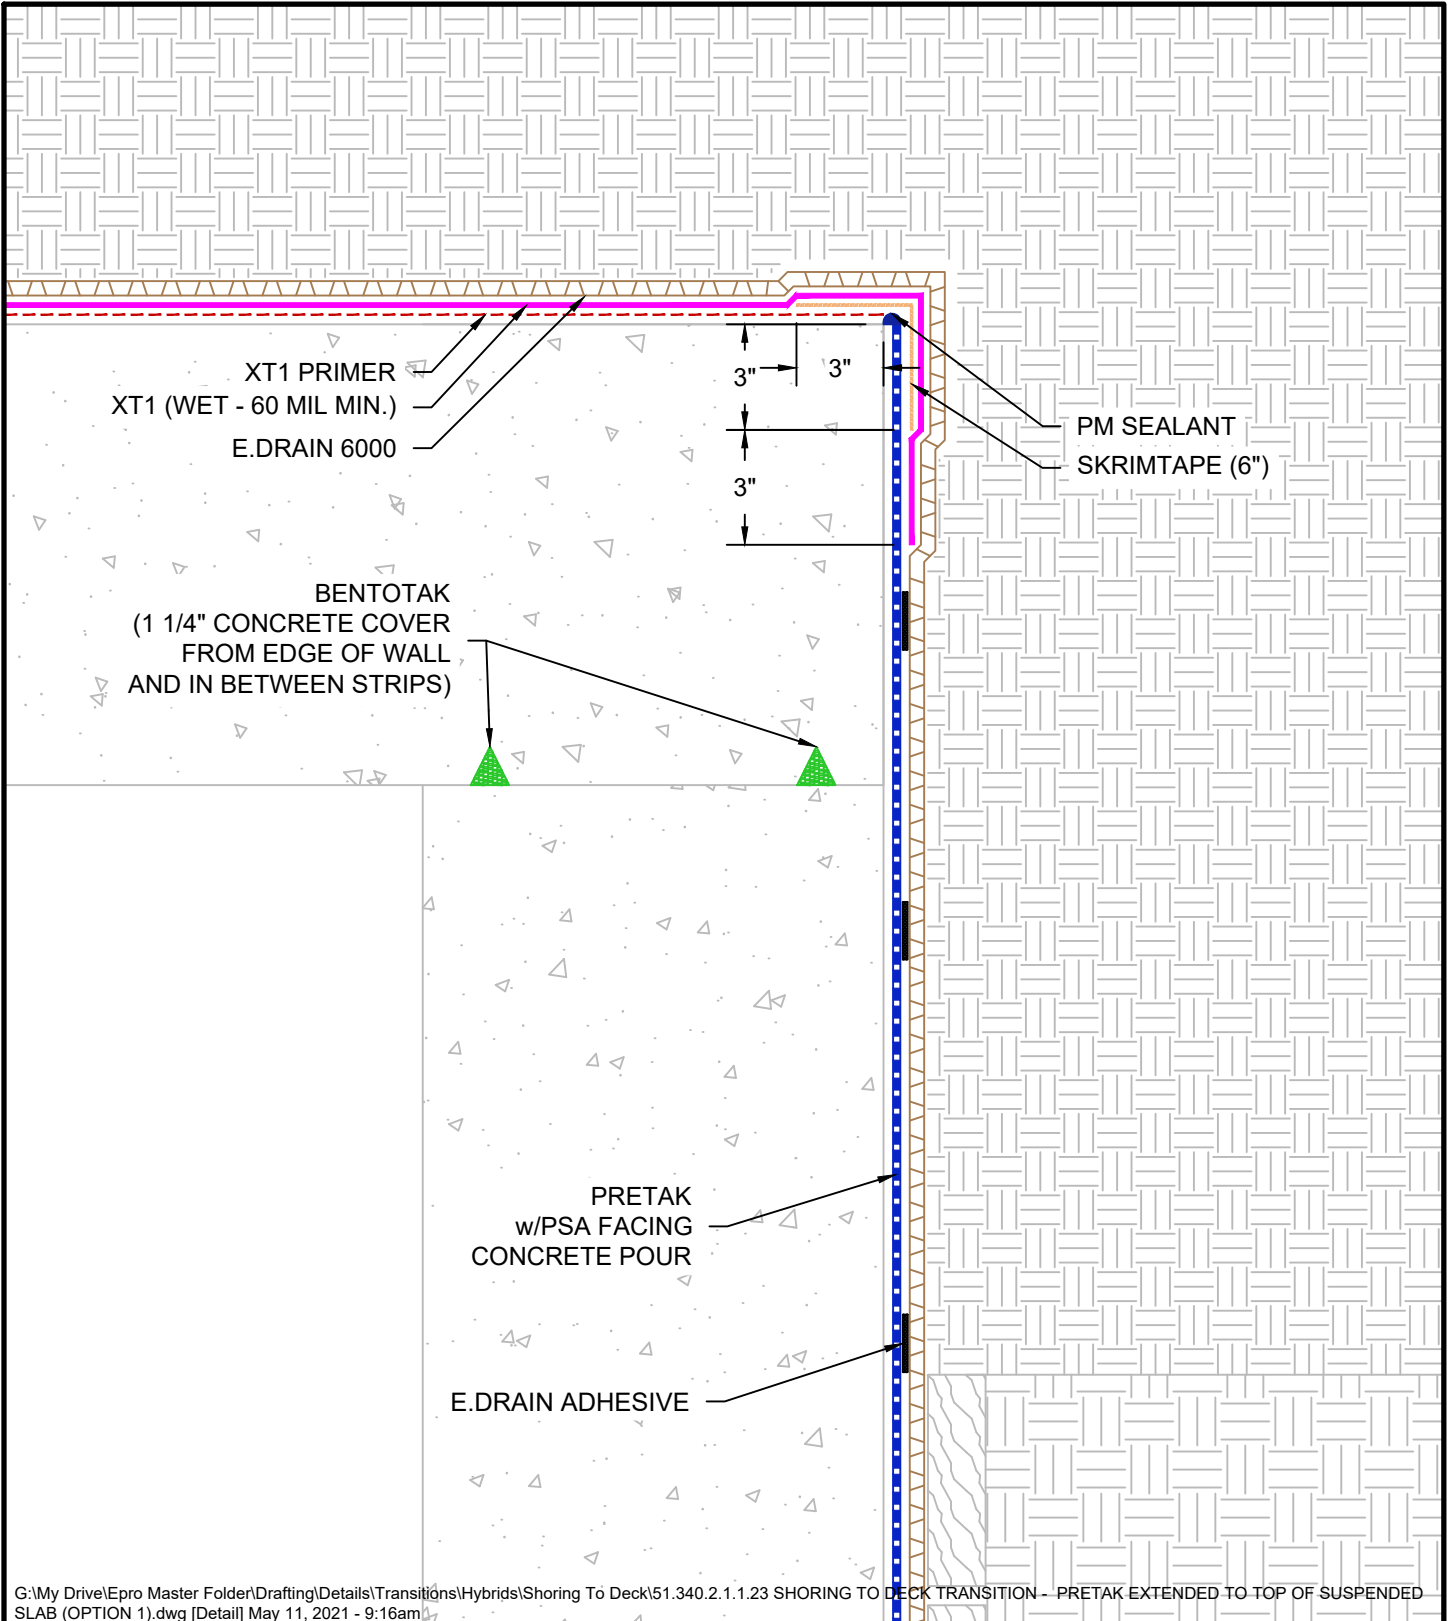 XT1 PRIMER
XT1 (WET - 60 MIL MIN.)
E.DRAIN 6000
3"
3"
3"
PM SEALANT
SKRIMTAPE (6")
BENTOTAK
(1 1/4" CONCRETE COVER
FROM EDGE OF WALL
AND IN BETWEEN STRIPS)
PRETAK
w/PSA FACING
CONCRETE POUR
E.DRAIN ADHESIVE
G:\My Drive\Epro Master Folder\Drafting\Details\Transitions\Hybrids\Shoring To Deck\51.340.2.1.1.23 SHORING TO DECK TRANSITION - PRETAK EXTENDED TO TOP OF SUSPENDED
SLAB (OPTION 1).dwg [Detail] May 11, 2021 - 9:16am